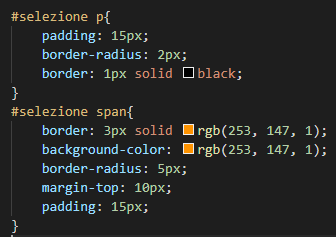 #selezione p{
    padding: 15px;
    border-radius: 2px;
    border: 1px solid black;
}
#selezione span{
    border: 3px solid rgb(253, 147, 1);
    background-color: rgb(253, 147, 1);
    border-radius: 5px;
    margin-top: 10px;
    padding: 15px;
}